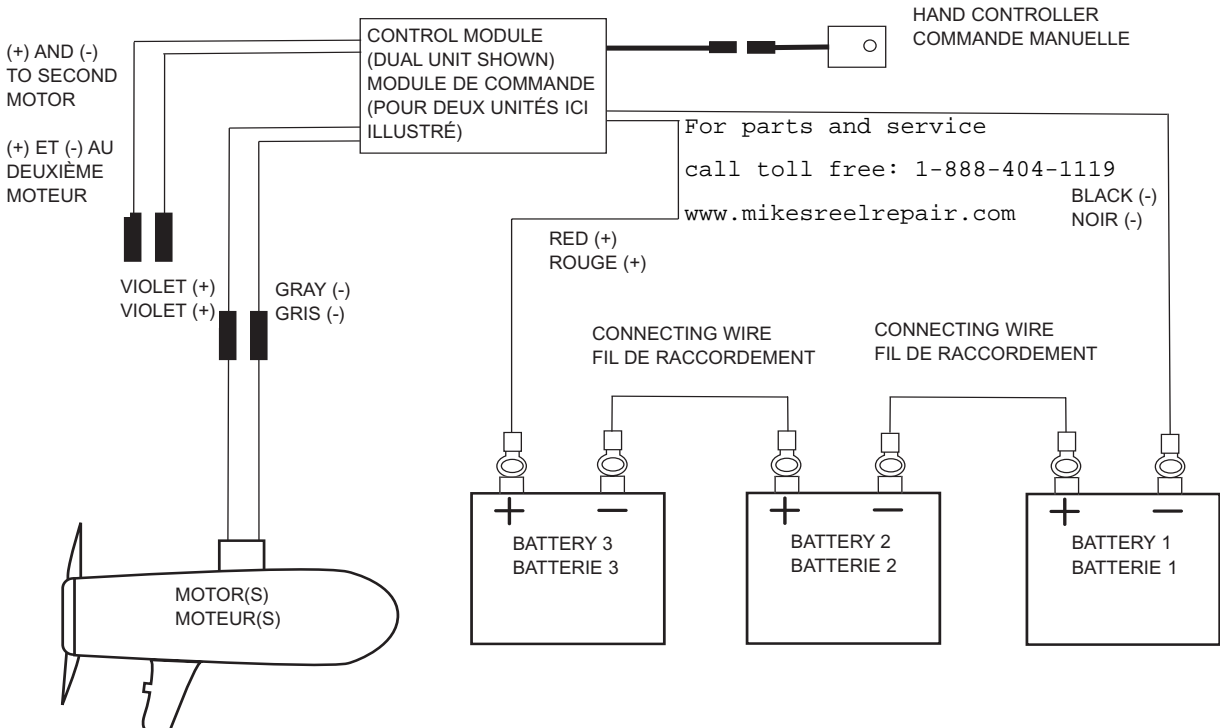 (+) AND (-)
TO SECOND
MOTOR
(+) ET (-) AU
DEUXIÈME
MOTEUR
CONTROL MODULE
(DUAL UNIT SHOWN)
MODULE DE COMMANDE
(POUR DEUX UNITÉS ICI
ILLUSTRÉ)
HAND CONTROLLER
COMMANDE MANUELLE
For parts and service
call toll free: 1-888-404-1119
www.mikesreelrepair.com
BLACK (-)
NOIR (-)
RED (+)
ROUGE (+)
VIOLET (+)
VIOLET (+)
GRAY (-)
GRIS (-)
CONNECTING WIRE
FIL DE RACCORDEMENT
CONNECTING WIRE
FIL DE RACCORDEMENT
+ −
BATTERY 3
BATTERIE 3
+ −
BATTERY 2
BATTERIE 2
+ −
BATTERY 1
BATTERIE 1
MOTOR(S)
MOTEUR(S)